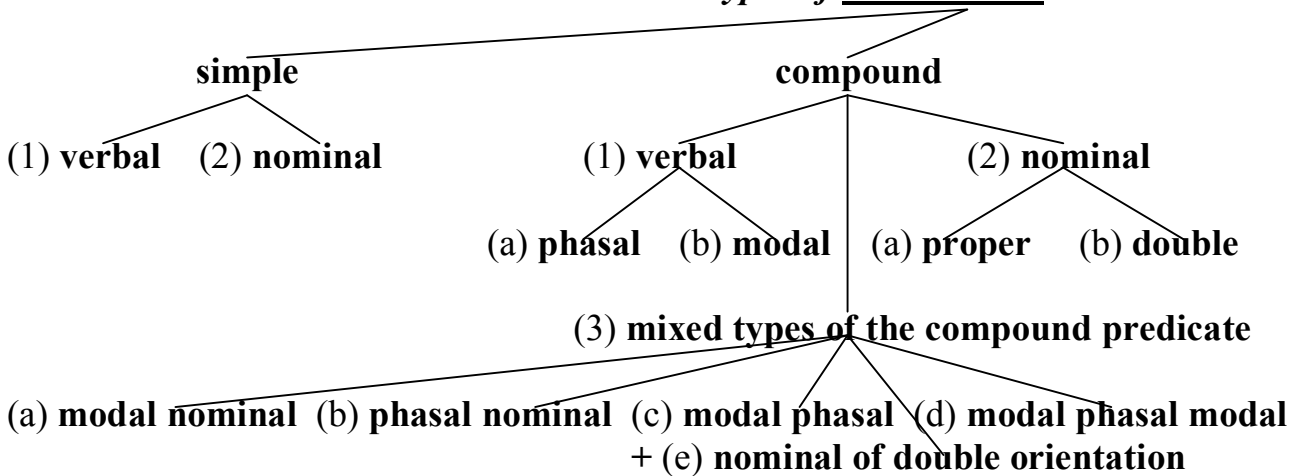 simple compound
(1) verbal (2) nominal (1) verbal (2) nominal
(a) phasal (b) modal (a) proper (b) double
(3) mixed types of the compound predicate
(a) modal nominal (b) phasal nominal (c) modal phasal (d) modal phasal modal
+ (e) nominal of double orientation